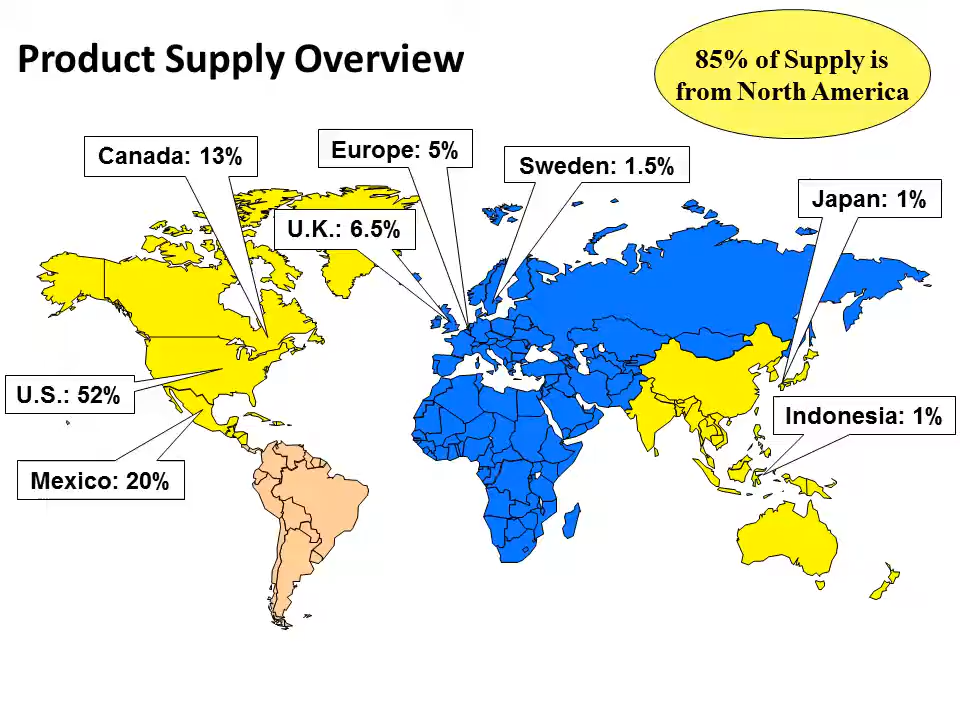 Product Supply Overview
85% of Supply is
from North America
Canada: 13%
Europe: 5%
Sweden: 1.5%
Japan: 1%
U.K.: 6.5%
U.S.: 52%
Indonesia: 1%
Mexico: 20%